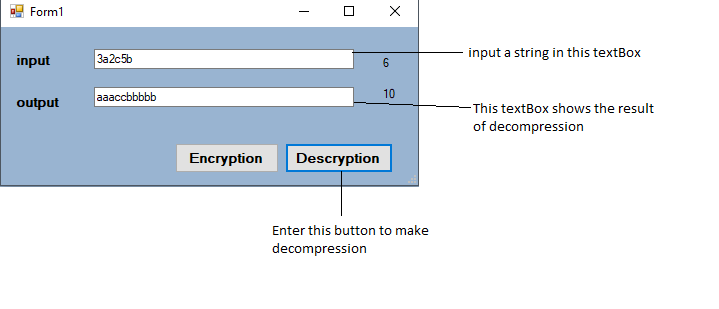 Form1
input
3a2c5b
6
input a string in this textBox
output
aaaccbbbbb
10
This textBox shows the result
of decompression
Encryption
Descryption
Enter this button to make
decompression